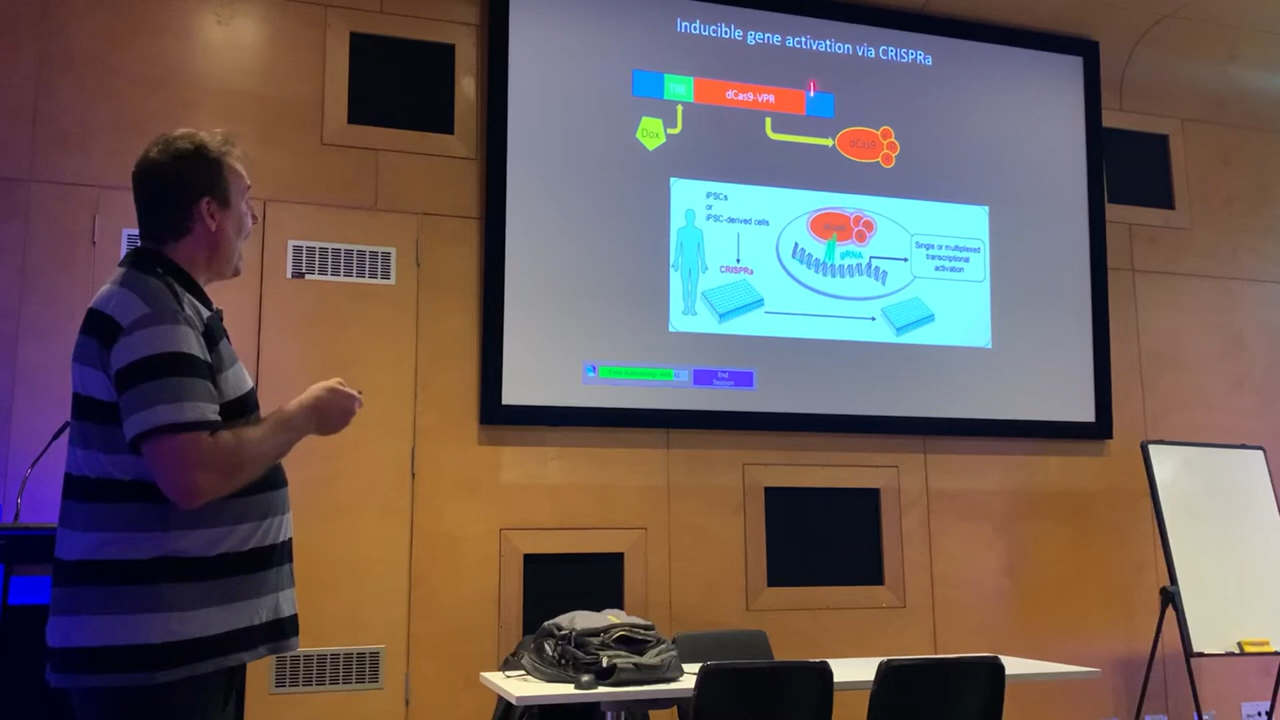 Inducible gene activation via CRISPRa
TRE
dCas9-VPR
Dox
dCas9
iPSCs
or
iPSC-derived cells
CRISPRa
gRNA
Single or multiplexed
transcriptional
activation
End
Session